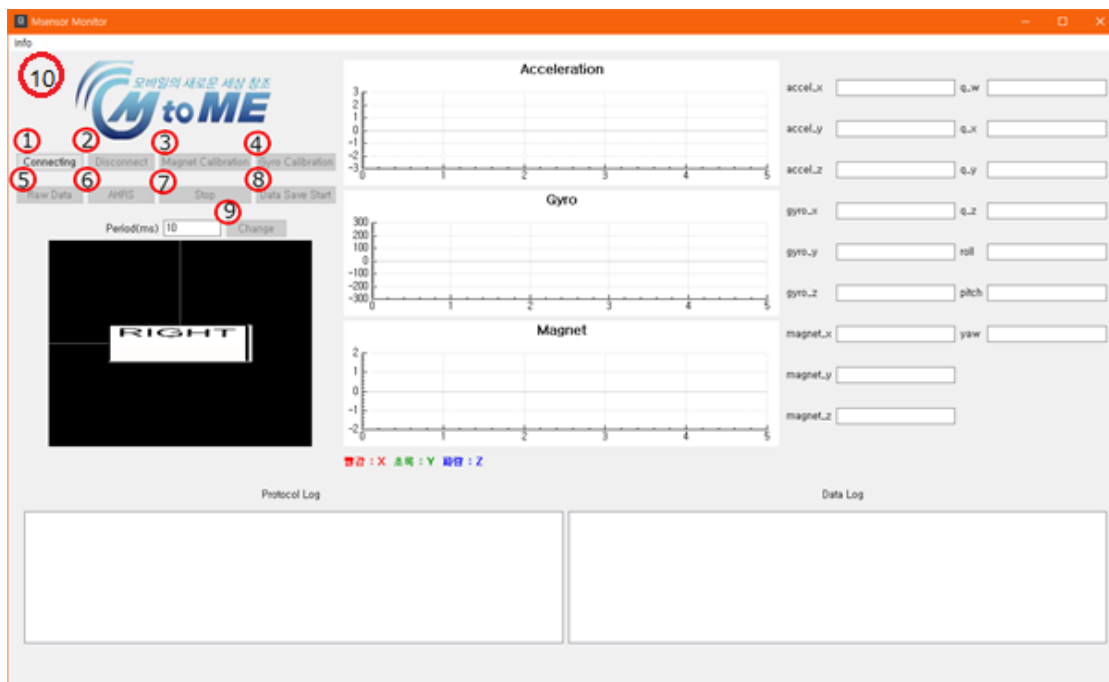 Msensor Monitor
Info
10
모바일의 새로운 세상 창조
M to ME
1 2 3 4
Connecting Disconnect Magnet Calibration Gyro Calibration
5 6 7 8
Raw Data AHRS Stop Data Save Start
9
Period(ms) 10 Change
RIGHT
Acceleration
3
2
1
0
-1
-2
-3
0 1 2 3 4 5
Gyro
300
200
100
0
-100
-200
-300
0 1 2 3 4 5
Magnet
2
1
0
-1
-2
0 1 2 3 4 5
빨강 : X 초록 : Y 파랑 : Z
accel_x q_w
accel_y q_x
accel_z q_y
gyro_x q_z
gyro_y roll
gyro_z pitch
magnet_x yaw
magnet_y
magnet_z
Protocol Log Data Log